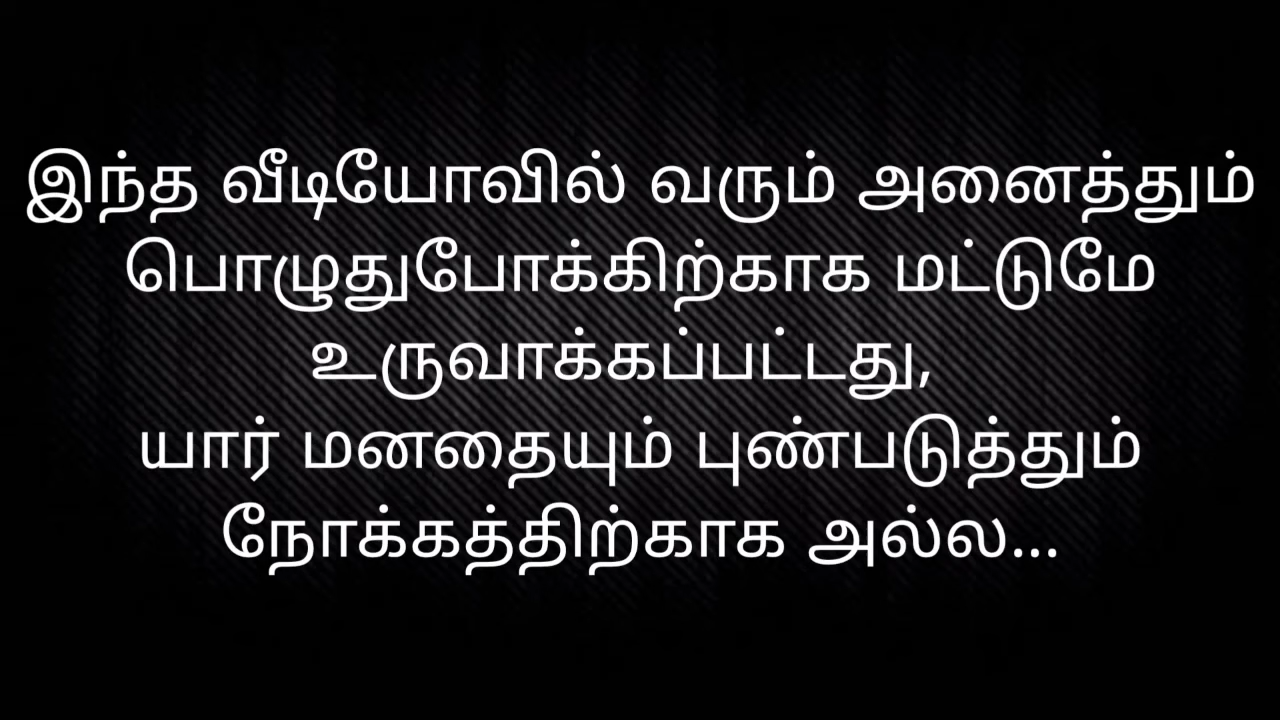 இந்த வீடியோவில் வரும் அனைத்தும்
பொழுதுபோக்கிற்காக மட்டுமே
உருவாக்கப்பட்டது,
யார் மனதையும் புண்படுத்தும்
நோக்கத்திற்காக அல்ல...